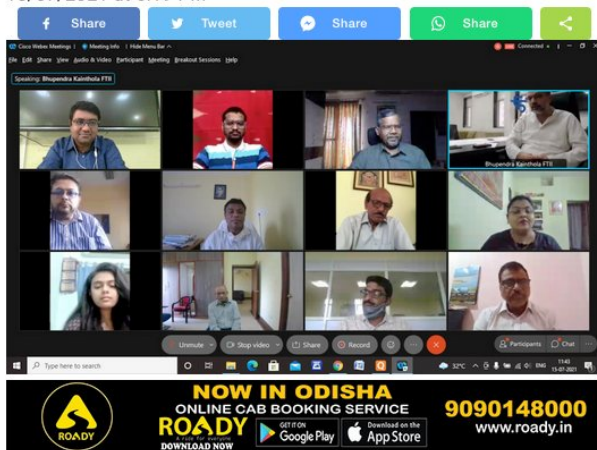 Share
Tweet
Share
Share
Cisco Webex Meetings
Meeting Info
Hide Menu Bar
Connected
File Edit Share View Audio & Video Participant Meeting Breakout Sessions Help
Speaking: Bhupendra Kainthola FTII
Bhupendra Kainthola FTII
Unmute
Stop video
Share
Record
Participants
Chat
Type here to search
32°C
ENG
11:43
13-07-2021
ROADY
NOW IN ODISHA
ONLINE CAB BOOKING SERVICE
ROADY
A ride for everyone
DOWNLOAD NOW
GET IT ON
Google Play
Download on the
App Store
9090148000
www.roady.in